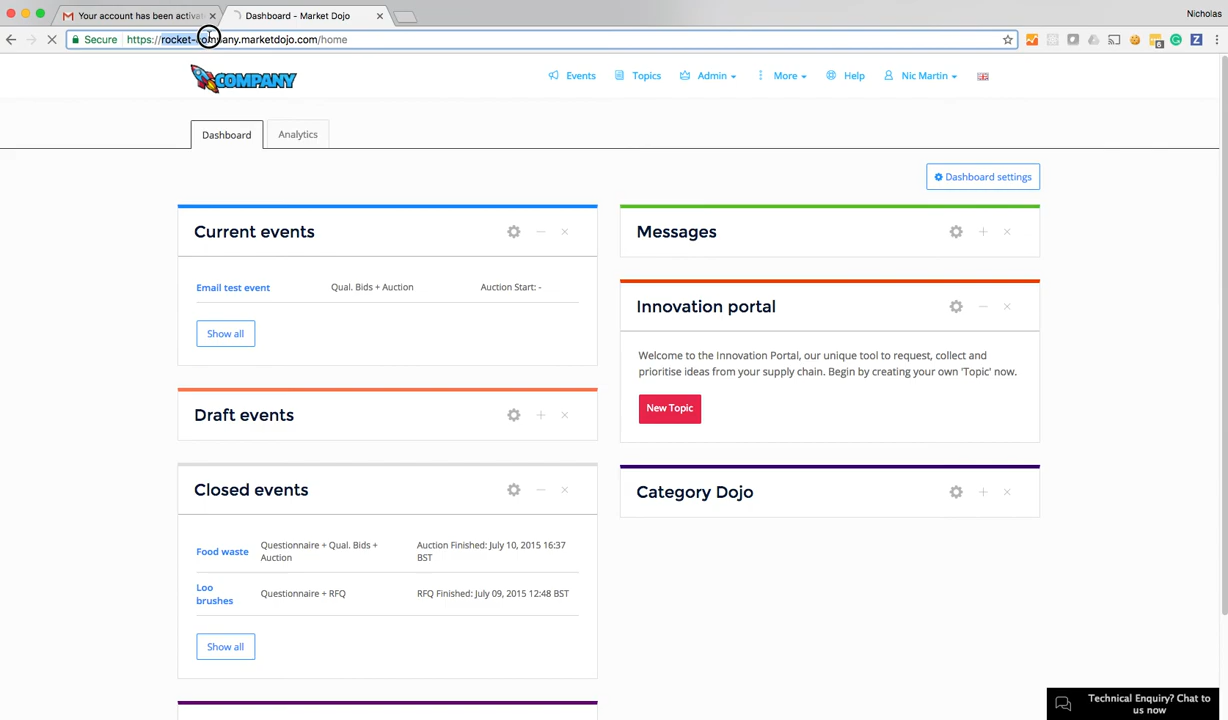 Your account has been activat
Dashboard - Market Dojo
Nicholas
Secure https://rocket-company.marketdojo.com/home
6
COMPANY
Events Topics Admin More Help Nic Martin
Dashboard Analytics
Dashboard settings
Current events
Email test event Qual. Bids + Auction Auction Start: -
Show all
Draft events
Closed events
Food waste Questionnaire + Qual. Bids + Auction Finished: July 10, 2015 16:37
Auction BST
Loo Questionnaire + RFQ RFQ Finished: July 09, 2015 12:48 BST
brushes
Show all
Messages
Innovation portal
Welcome to the Innovation Portal, our unique tool to request, collect and
prioritise ideas from your supply chain. Begin by creating your own 'Topic' now.
New Topic
Category Dojo
Technical Enquiry? Chat to
us now